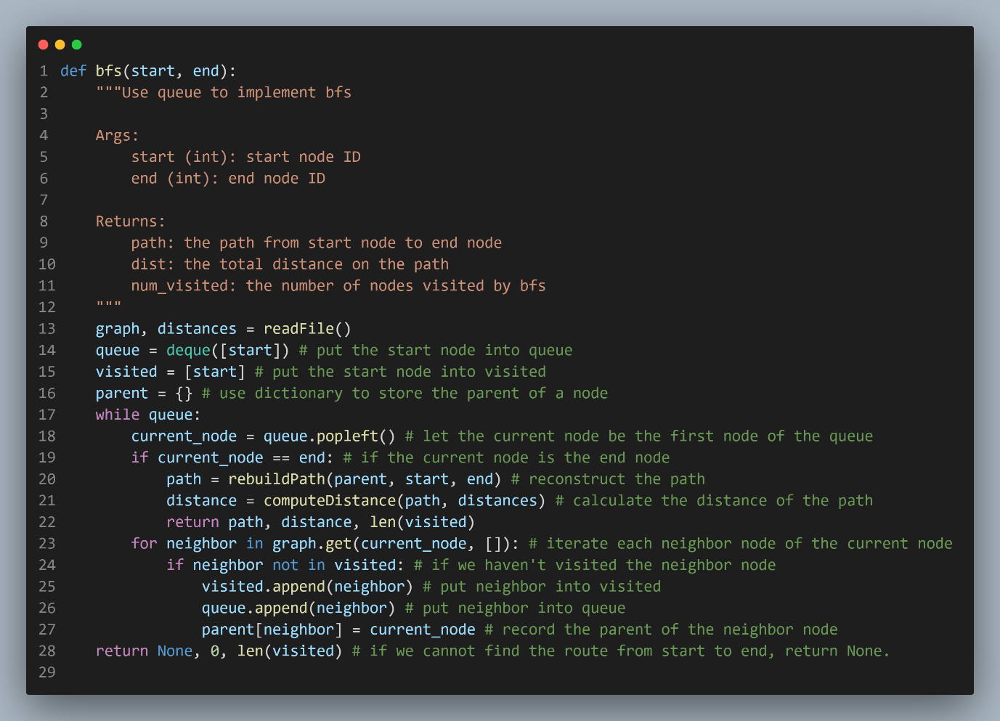 1 def bfs(start, end):
2     """Use queue to implement bfs
3
4     Args:
5         start (int): start node ID
6         end (int): end node ID
7
8     Returns:
9         path: the path from start node to end node
10         dist: the total distance on the path
11         num_visited: the number of nodes visited by bfs
12     """
13     graph, distances = readFile()
14     queue = deque([start]) # put the start node into queue
15     visited = [start] # put the start node into visited
16     parent = {} # use dictionary to store the parent of a node
17     while queue:
18         current_node = queue.popleft() # let the current node be the first node of the queue
19         if current_node == end: # if the current node is the end node
20             path = rebuildPath(parent, start, end) # reconstruct the path
21             distance = computeDistance(path, distances) # calculate the distance of the path
22             return path, distance, len(visited)
23         for neighbor in graph.get(current_node, []): # iterate each neighbor node of the current node
24             if neighbor not in visited: # if we haven't visited the neighbor node
25                 visited.append(neighbor) # put neighbor into visited
26                 queue.append(neighbor) # put neighbor into queue
27                 parent[neighbor] = current_node # record the parent of the neighbor node
28     return None, 0, len(visited) # if we cannot find the route from start to end, return None.
29